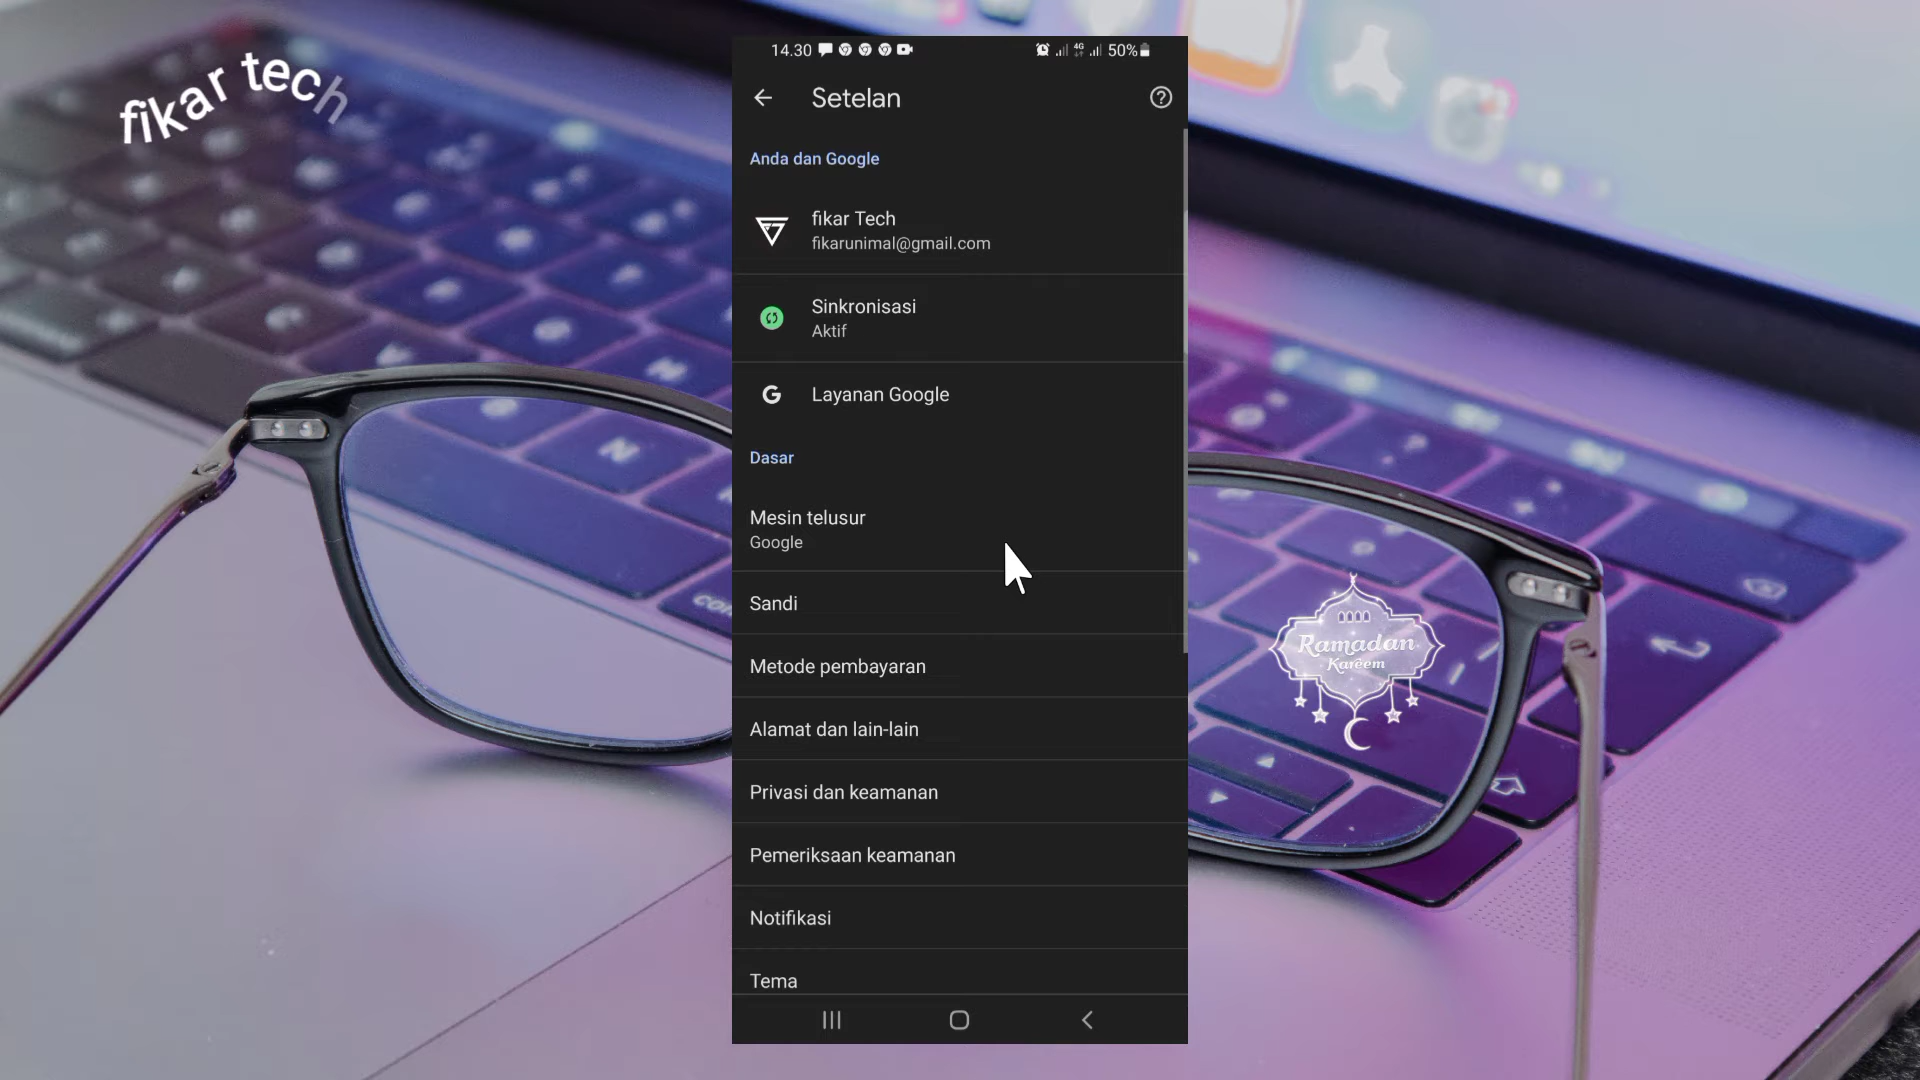 fikar tech
14.30
4G
50%
Setelan
Anda dan Google
fikar Tech
fikarunimal@gmail.com
Sinkronisasi
Aktif
G Layanan Google
Dasar
Mesin telusur
Google
Sandi
Metode pembayaran
Alamat dan lain-lain
Privasi dan keamanan
Pemeriksaan keamanan
Notifikasi
Tema
Ramadan
Kareem